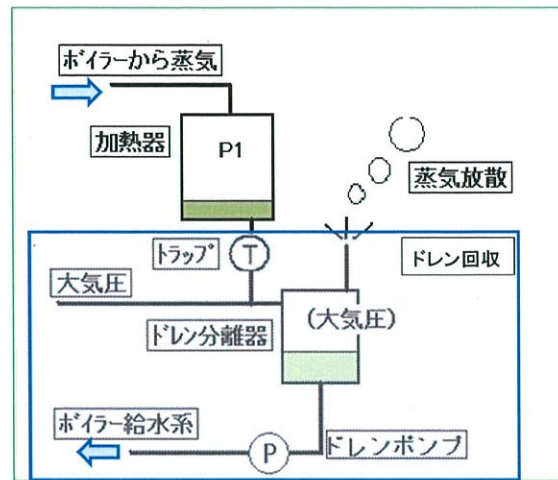 ﾎﾞｲﾗｰから蒸気
加熱器
P1
蒸気放散
ﾄﾗｯﾌﾟ
T
ドレン回収
大気圧
ﾄﾞﾚﾝ分離器
(大気圧)
ﾎﾞｲﾗｰ給水系
P
ドレンポンプ